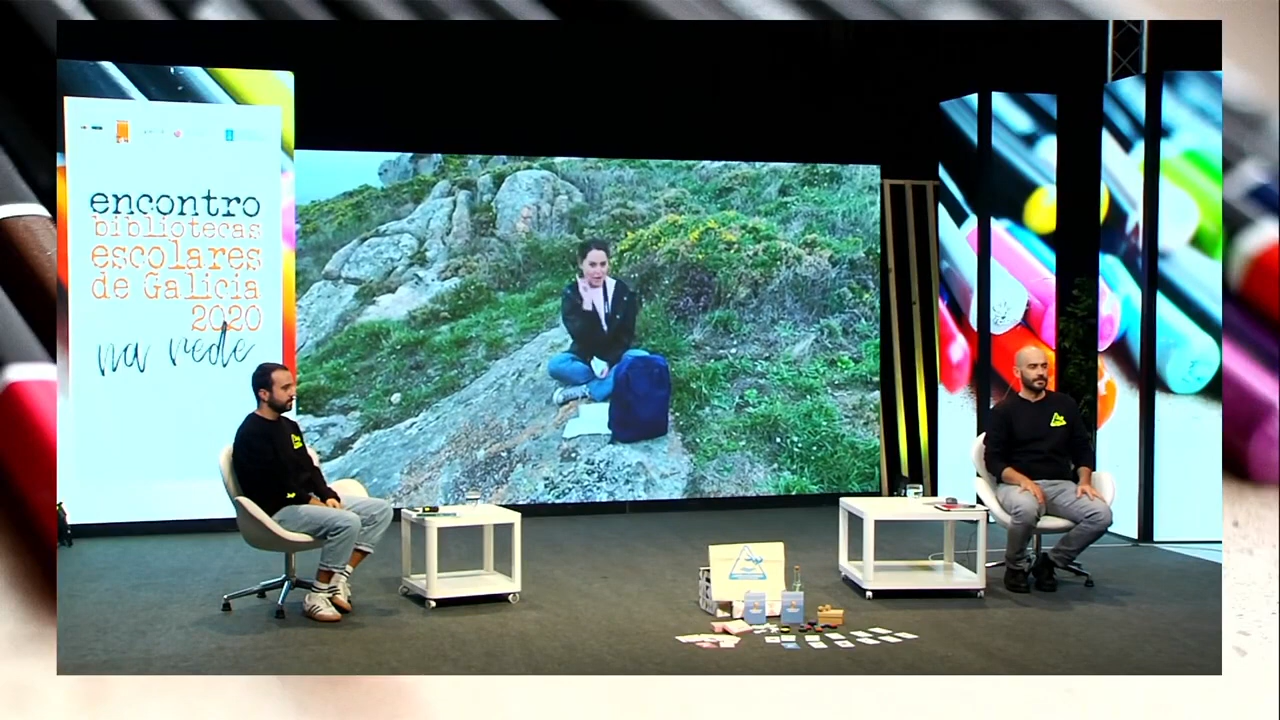 encontro
bibliotecas
escolares
de Galicia
2020
na rede